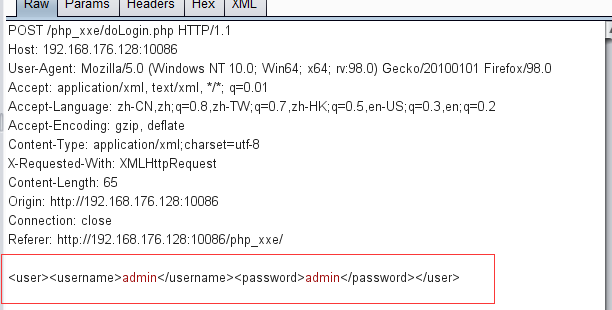 Raw Params Headers Hex XML
POST /php_xxe/doLogin.php HTTP/1.1
Host: 192.168.176.128:10086
User-Agent: Mozilla/5.0 (Windows NT 10.0; Win64; x64; rv:98.0) Gecko/20100101 Firefox/98.0
Accept: application/xml, text/xml, */*; q=0.01
Accept-Language: zh-CN,zh;q=0.8,zh-TW;q=0.7,zh-HK;q=0.5,en-US;q=0.3,en;q=0.2
Accept-Encoding: gzip, deflate
Content-Type: application/xml;charset=utf-8
X-Requested-With: XMLHttpRequest
Content-Length: 65
Origin: http://192.168.176.128:10086
Connection: close
Referer: http://192.168.176.128:10086/php_xxe/
<user><username>admin</username><password>admin</password></user>